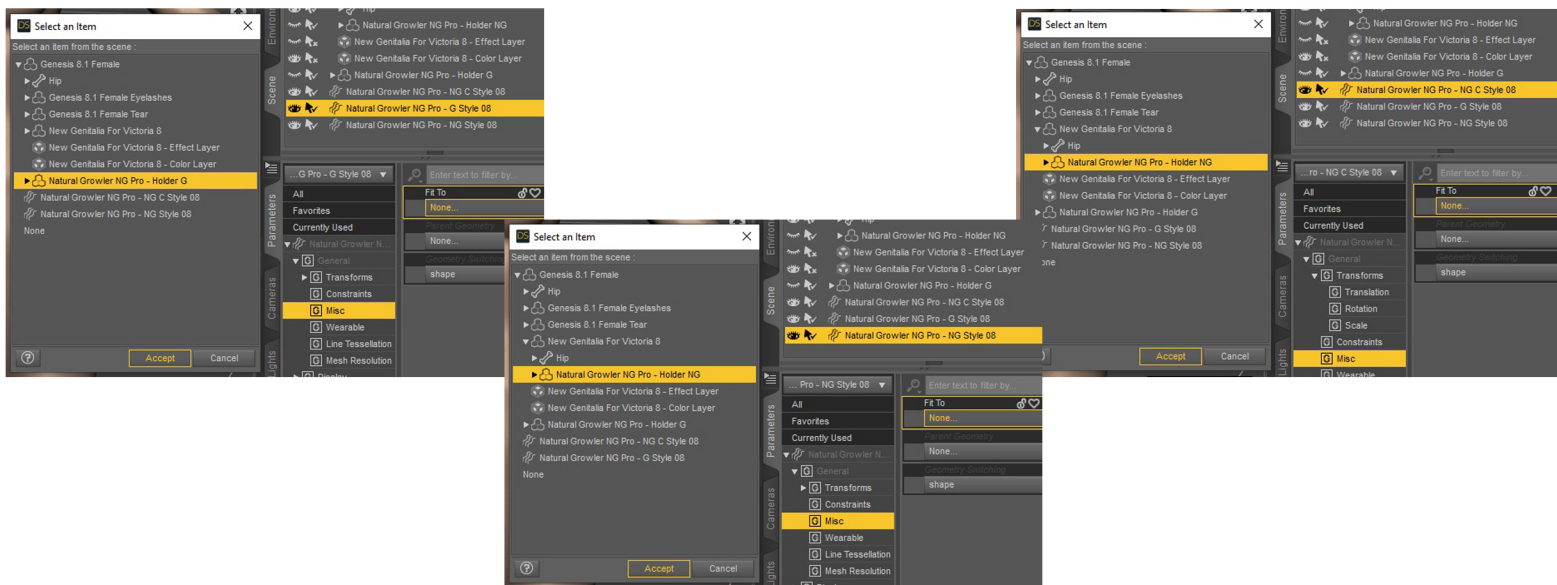 Select an Item
Select an item from the scene :
Genesis 8.1 Female
Hip
Genesis 8.1 Female Eyelashes
Genesis 8.1 Female Tear
New Genitalia For Victoria 8
New Genitalia For Victoria 8 - Effect Layer
New Genitalia For Victoria 8 - Color Layer
Natural Growler NG Pro - Holder G
Natural Growler NG Pro - NG C Style 08
Natural Growler NG Pro - NG Style 08
None
Accept
Cancel
Environ
Scene
Natural Growler NG Pro - Holder NG
New Genitalia For Victoria 8 - Effect Layer
New Genitalia For Victoria 8 - Color Layer
Natural Growler NG Pro - Holder G
Natural Growler NG Pro - NG C Style 08
Natural Growler NG Pro - G Style 08
Natural Growler NG Pro - NG Style 08
Parameters
Cameras
Lights
...G Pro - G Style 08
Enter text to filter by...
All
Favorites
Currently Used
Natural Growler N...
General
Transforms
Constraints
Misc
Wearable
Line Tessellation
Mesh Resolution
Display
Fit To
None...
Parent Geometry
None...
Geometry Switching
shape
Select an Item
Select an item from the scene :
Genesis 8.1 Female
Hip
Genesis 8.1 Female Eyelashes
Genesis 8.1 Female Tear
New Genitalia For Victoria 8
Hip
Natural Growler NG Pro - Holder NG
New Genitalia For Victoria 8 - Effect Layer
New Genitalia For Victoria 8 - Color Layer
Natural Growler NG Pro - Holder G
Natural Growler NG Pro - NG C Style 08
Natural Growler NG Pro - G Style 08
None
Accept
Cancel
Environ
Scene
Hip
Natural Growler NG Pro - Holder NG
New Genitalia For Victoria 8 - Effect Layer
New Genitalia For Victoria 8 - Color Layer
Natural Growler NG Pro - Holder G
Natural Growler NG Pro - NG C Style 08
Natural Growler NG Pro - G Style 08
Natural Growler NG Pro - NG Style 08
Parameters
Cameras
Lights
... Pro - NG Style 08
Enter text to filter by...
All
Favorites
Currently Used
Natural Growler N...
General
Transforms
Constraints
Misc
Wearable
Line Tessellation
Mesh Resolution
Fit To
None...
Parent Geometry
None...
Geometry Switching
shape
Select an Item
Select an item from the scene :
Genesis 8.1 Female
Hip
Genesis 8.1 Female Eyelashes
Genesis 8.1 Female Tear
New Genitalia For Victoria 8
Hip
Natural Growler NG Pro - Holder NG
New Genitalia For Victoria 8 - Effect Layer
New Genitalia For Victoria 8 - Color Layer
Natural Growler NG Pro - Holder G
Natural Growler NG Pro - G Style 08
Natural Growler NG Pro - NG Style 08
one
Accept
Cancel
Environ
Scene
Natural Growler NG Pro - Holder NG
New Genitalia For Victoria 8 - Effect Layer
New Genitalia For Victoria 8 - Color Layer
Natural Growler NG Pro - Holder G
Natural Growler NG Pro - NG C Style 08
Natural Growler NG Pro - G Style 08
Natural Growler NG Pro - NG Style 08
Parameters
Cameras
Lights
...ro - NG C Style 08
Enter text to filter by...
All
Favorites
Currently Used
Natural Growler N...
General
Transforms
Translation
Rotation
Scale
Constraints
Misc
Wearable
Fit To
None...
Parent Geometry
None...
Geometry Switching
shape